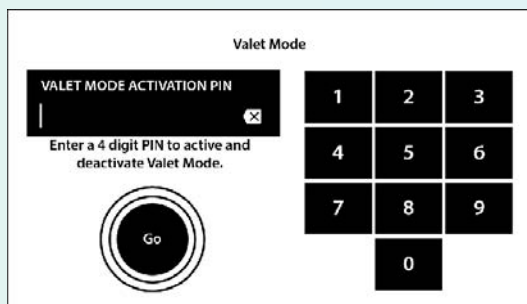 Valet Mode
VALET MODE ACTIVATION PIN
Enter a 4 digit PIN to active and
deactivate Valet Mode.
Go
1 2 3
4 5 6
7 8 9
0